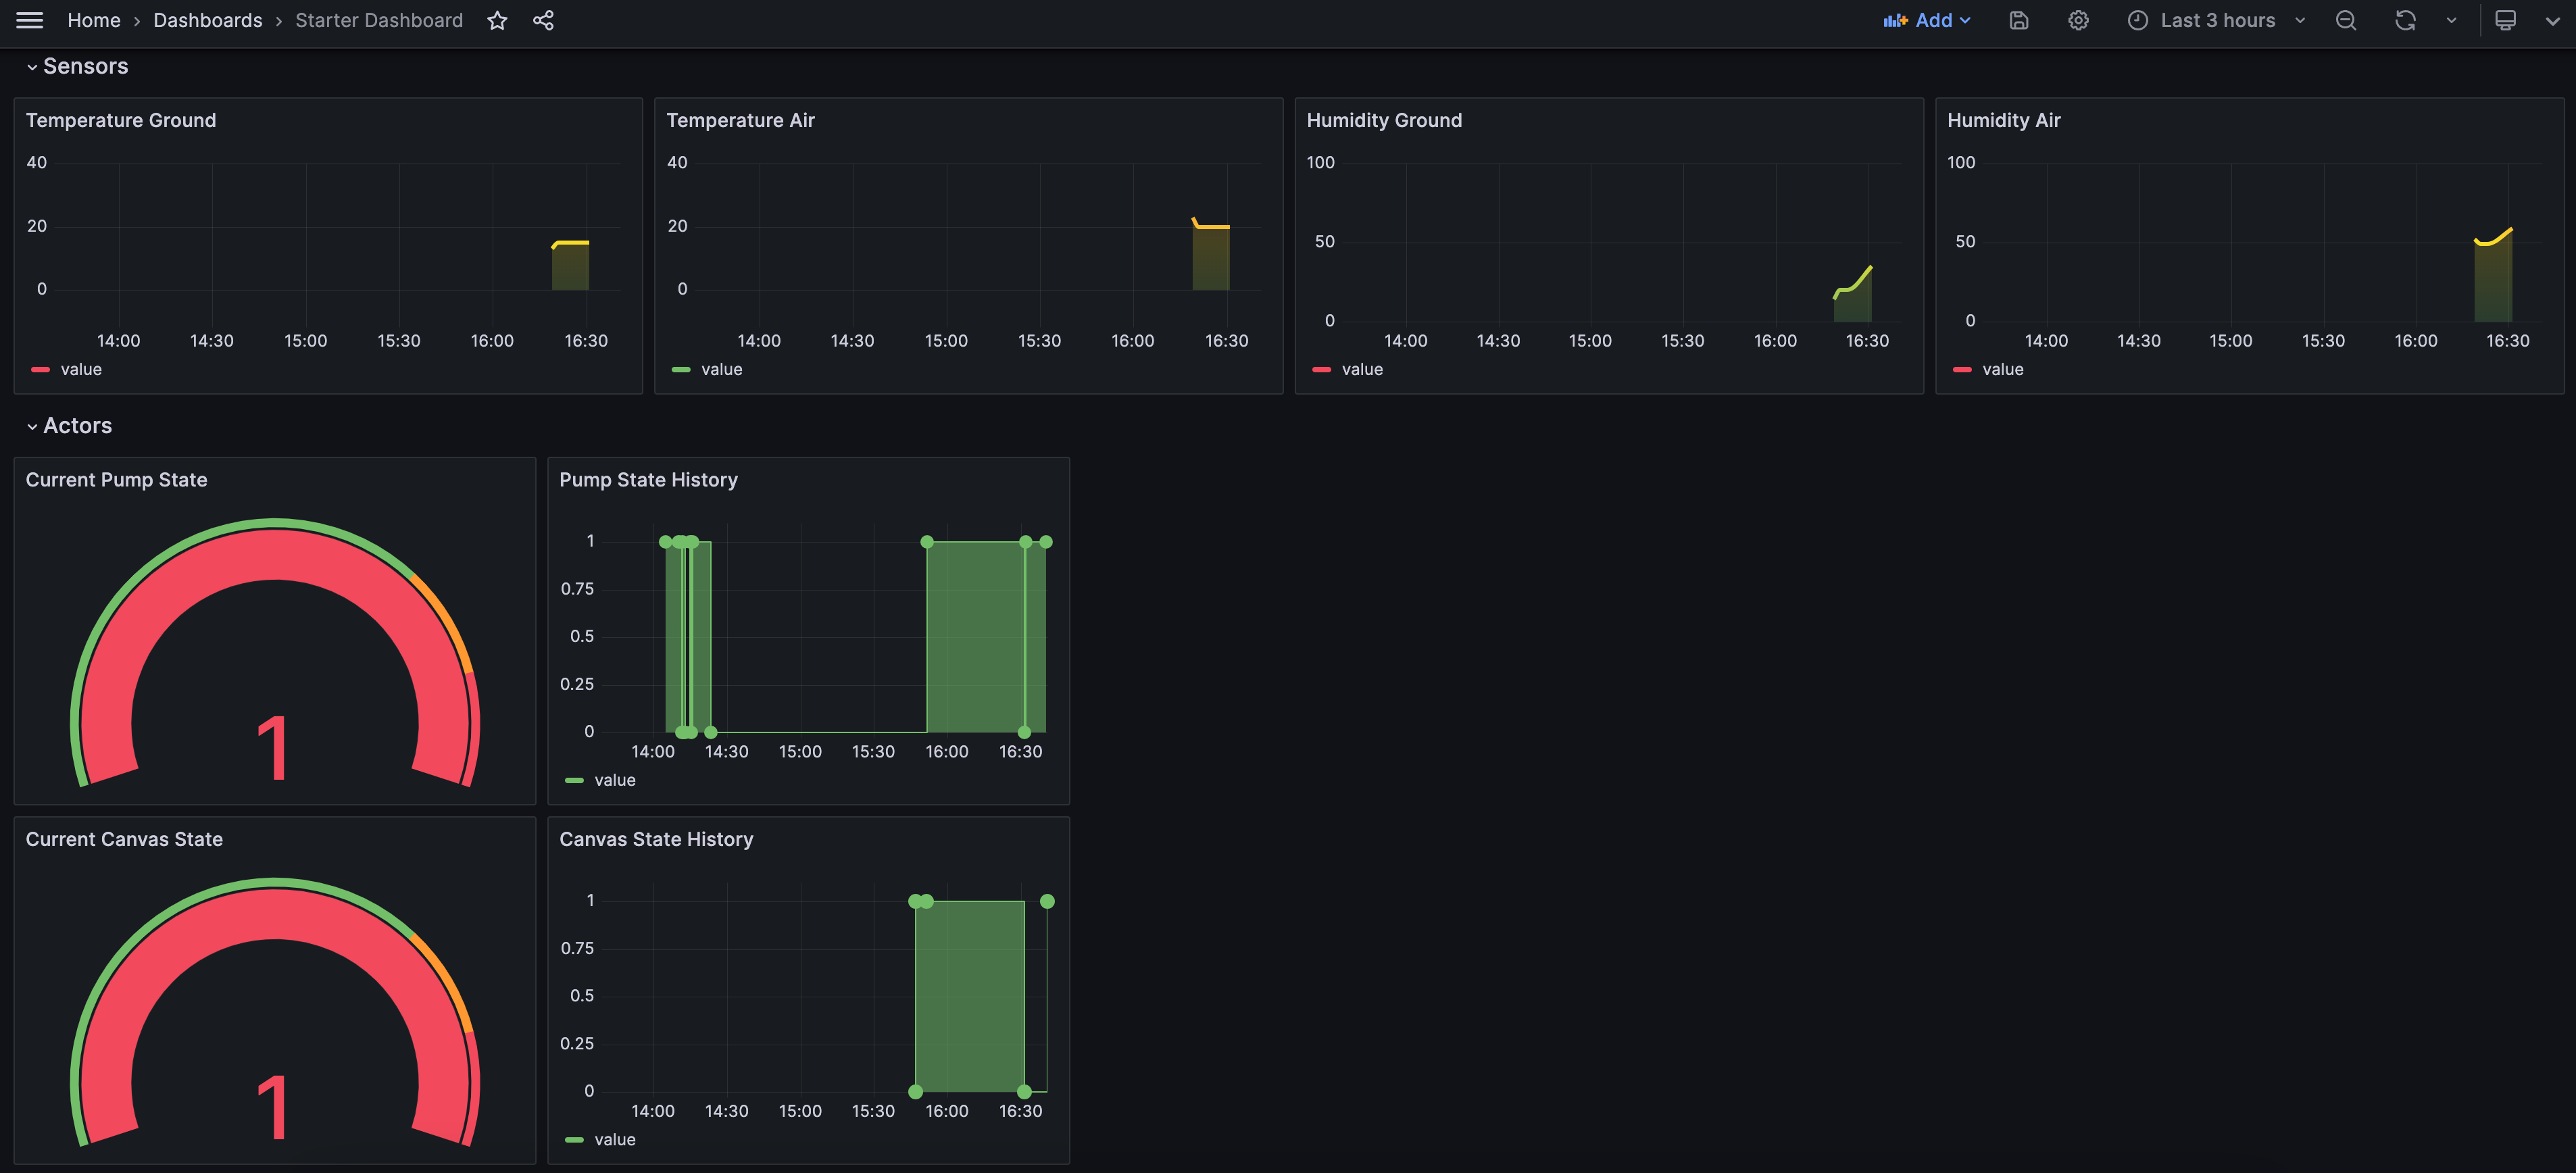 Home › Dashboards › Starter Dashboard
Add
Last 3 hours
Sensors
Temperature Ground
40
20
0
14:00 14:30 15:00 15:30 16:00 16:30
value
Temperature Air
40
20
0
14:00 14:30 15:00 15:30 16:00 16:30
value
Humidity Ground
100
50
0
14:00 14:30 15:00 15:30 16:00 16:30
value
Humidity Air
100
50
0
14:00 14:30 15:00 15:30 16:00 16:30
value
Actors
Current Pump State
1
Pump State History
1
0.75
0.5
0.25
0
14:00 14:30 15:00 15:30 16:00 16:30
value
Current Canvas State
1
Canvas State History
1
0.75
0.5
0.25
0
14:00 14:30 15:00 15:30 16:00 16:30
value